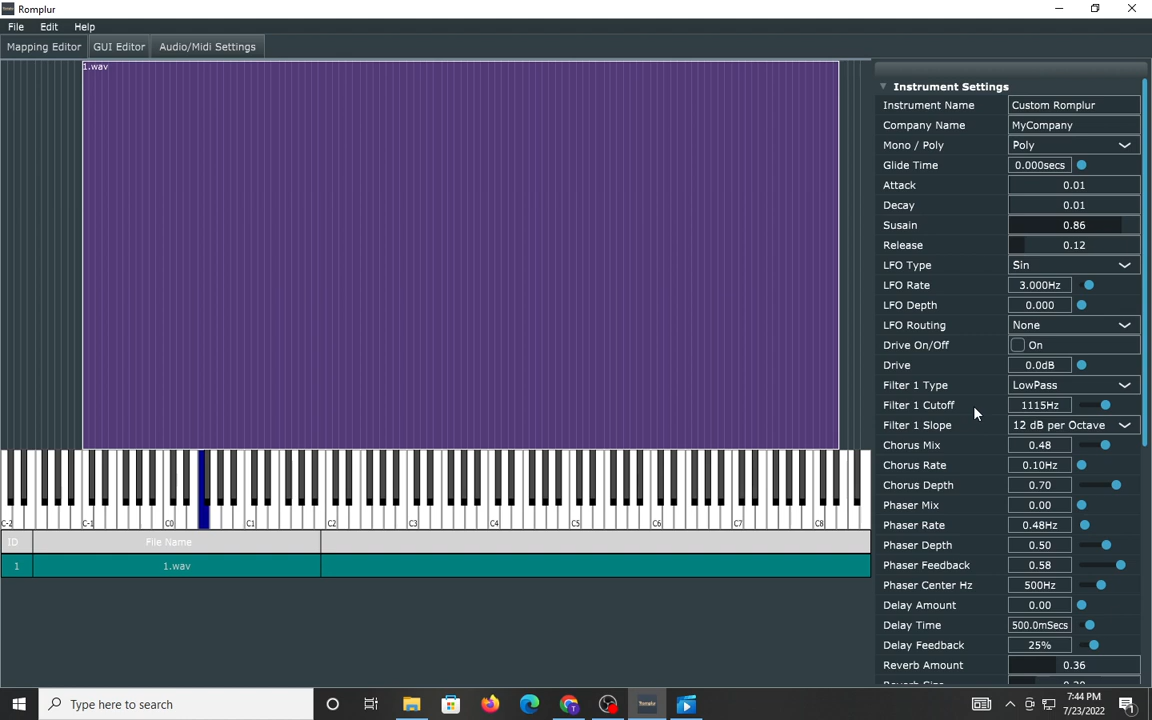 Romplur
File Edit Help
Mapping Editor GUI Editor Audio/Midi Settings
1.wav
Instrument Settings
Instrument Name Custom Romplur
Company Name MyCompany
Mono / Poly Poly
Glide Time 0.000secs
Attack 0.01
Decay 0.01
Susain 0.86
Release 0.12
LFO Type Sin
LFO Rate 3.000Hz
LFO Depth 0.000
LFO Routing None
Drive On/Off On
Drive 0.0dB
Filter 1 Type LowPass
Filter 1 Cutoff 1115Hz
Filter 1 Slope 12 dB per Octave
Chorus Mix 0.48
Chorus Rate 0.10Hz
Chorus Depth 0.70
Phaser Mix 0.00
Phaser Rate 0.48Hz
Phaser Depth 0.50
Phaser Feedback 0.58
Phaser Center Hz 500Hz
Delay Amount 0.00
Delay Time 500.0mSecs
Delay Feedback 25%
Reverb Amount 0.36
C-2 C-1 C0 C1 C2 C3 C4 C5 C6 C7 C8
ID File Name
1 1.wav
Type here to search
7:44 PM
7/23/2022
1